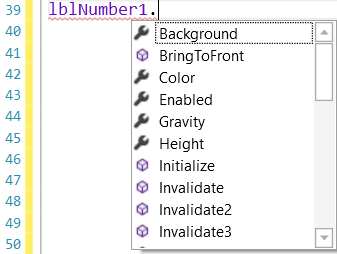 39 lblNumber1.
40 Background
41 BringToFront
42 Color
43 Enabled
44 Gravity
45 Height
46 Initialize
47 Invalidate
48 Invalidate2
49 Invalidate3
50